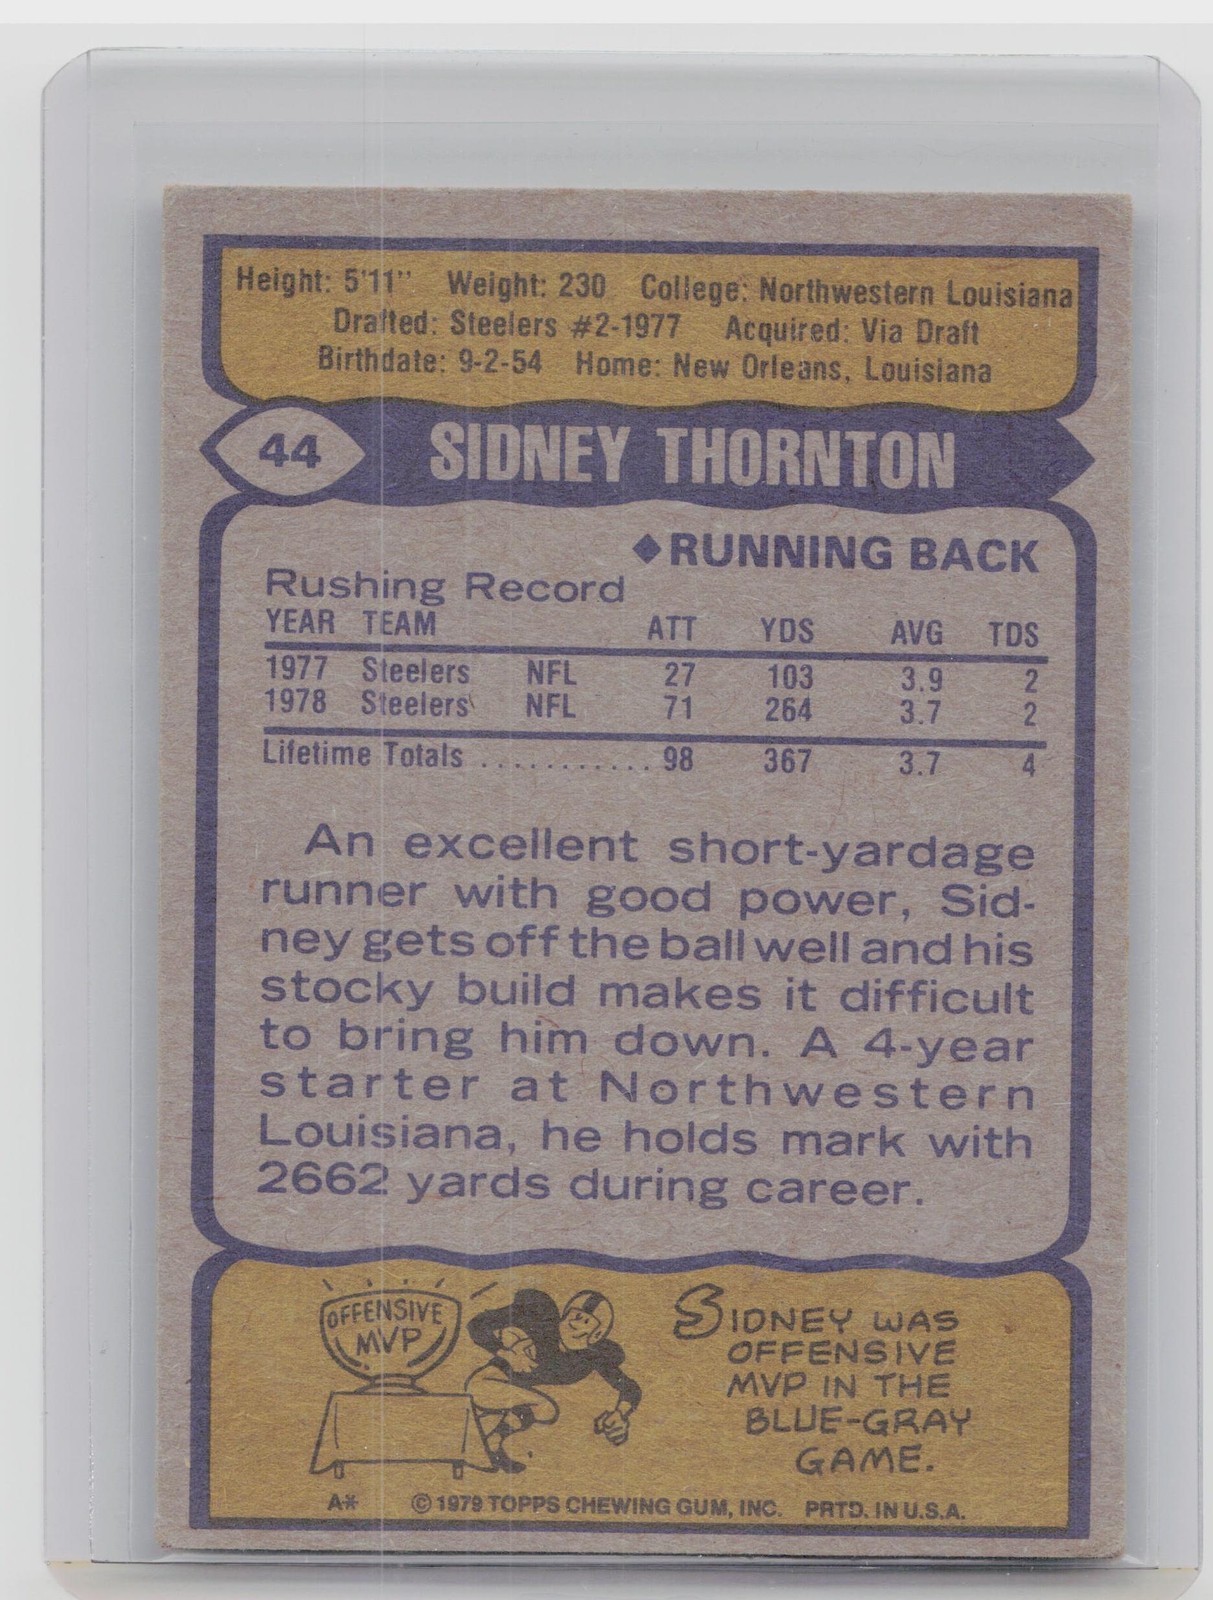 Height: 5'11" Weight: 230 College: Northwestern Louisiana
Drafted: Steelers #2-1977 Acquired: Via Draft
Birthdate: 9-2-54 Home: New Orleans, Louisiana
44 SIDNEY THORNTON
◆RUNNING BACK
Rushing Record
YEAR TEAM ATT YDS AVG TDS
1977 Steelers NFL 27 103 3.9 2
1978 Steelers NFL 71 264 3.7 2
Lifetime Totals ............ 98 367 3.7 4
An excellent short-yardage
runner with good power, Sid-
ney gets off the ball well and his
stocky build makes it difficult
to bring him down. A 4-year
starter at Northwestern
Louisiana, he holds mark with
2662 yards during career.
OFFENSIVE
MVP
SIDNEY WAS
OFFENSIVE
MVP IN THE
BLUE-GRAY
GAME.
A* © 1979 TOPPS CHEWING GUM, INC. PRTD. IN U.S.A.